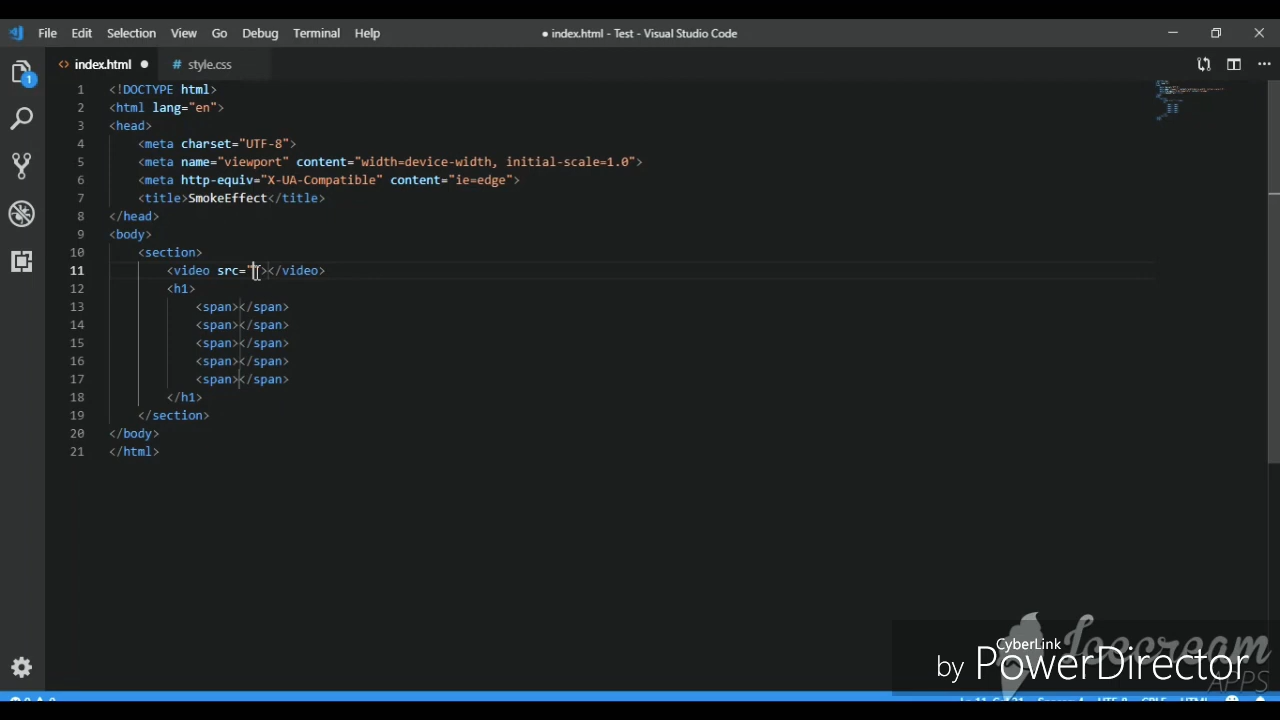 File Edit Selection View Go Debug Terminal Help
● index.html - Test - Visual Studio Code
<> index.html ●
# style.css
1
1 <!DOCTYPE html>
2 <html lang="en">
3 <head>
4 <meta charset="UTF-8">
5 <meta name="viewport" content="width=device-width, initial-scale=1.0">
6 <meta http-equiv="X-UA-Compatible" content="ie=edge">
7 <title>SmokeEffect</title>
8 </head>
9 <body>
10 <section>
11 <video src=""></video>
12 <h1>
13 <span></span>
14 <span></span>
15 <span></span>
16 <span></span>
17 <span></span>
18 </h1>
19 </section>
20 </body>
21 </html>
Icecream
APPS
CyberLink
by PowerDirector